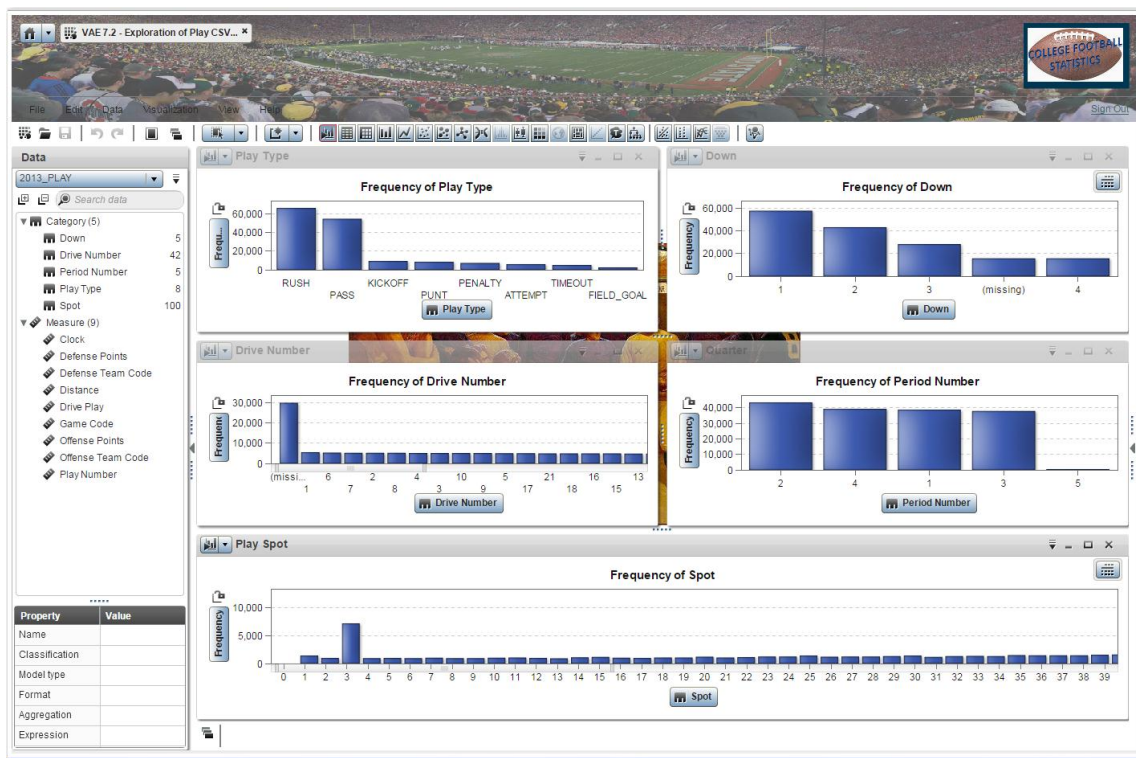 VAE 7.2 - Exploration of Play CSV...
COLLEGE FOOTBALL
STATISTICS
File Edit Data Visualization View Help
Sign Out
Data
2013_PLAY
Search data
Category (5)
Down 5
Drive Number 42
Period Number 5
Play Type 8
Spot 100
Measure (9)
Clock
Defense Points
Defense Team Code
Distance
Drive Play
Game Code
Offense Points
Offense Team Code
Play Number
Property Value
Name
Classification
Model type
Format
Aggregation
Expression
Play Type
Frequency of Play Type
Frequ...
60,000
40,000
20,000
0
RUSH PASS KICKOFF PUNT PENALTY ATTEMPT TIMEOUT FIELD_GOAL
Play Type
Down
Frequency of Down
Frequency
60,000
40,000
20,000
0
1 2 3 (missing) 4
Down
Drive Number
Frequency of Drive Number
Frequenc
30,000
20,000
10,000
0
(missi... 6 2 4 10 5 21 16 13
1 7 8 3 9 17 18 15
Drive Number
Quarter
Frequency of Period Number
Frequency
40,000
30,000
20,000
10,000
0
2 4 1 3 5
Period Number
Play Spot
Frequency of Spot
Frequency
10,000
5,000
0
0 1 2 3 4 5 6 7 8 9 10 11 12 13 14 15 16 17 18 19 20 21 22 23 24 25 26 27 28 29 30 31 32 33 34 35 36 37 38 39
Spot